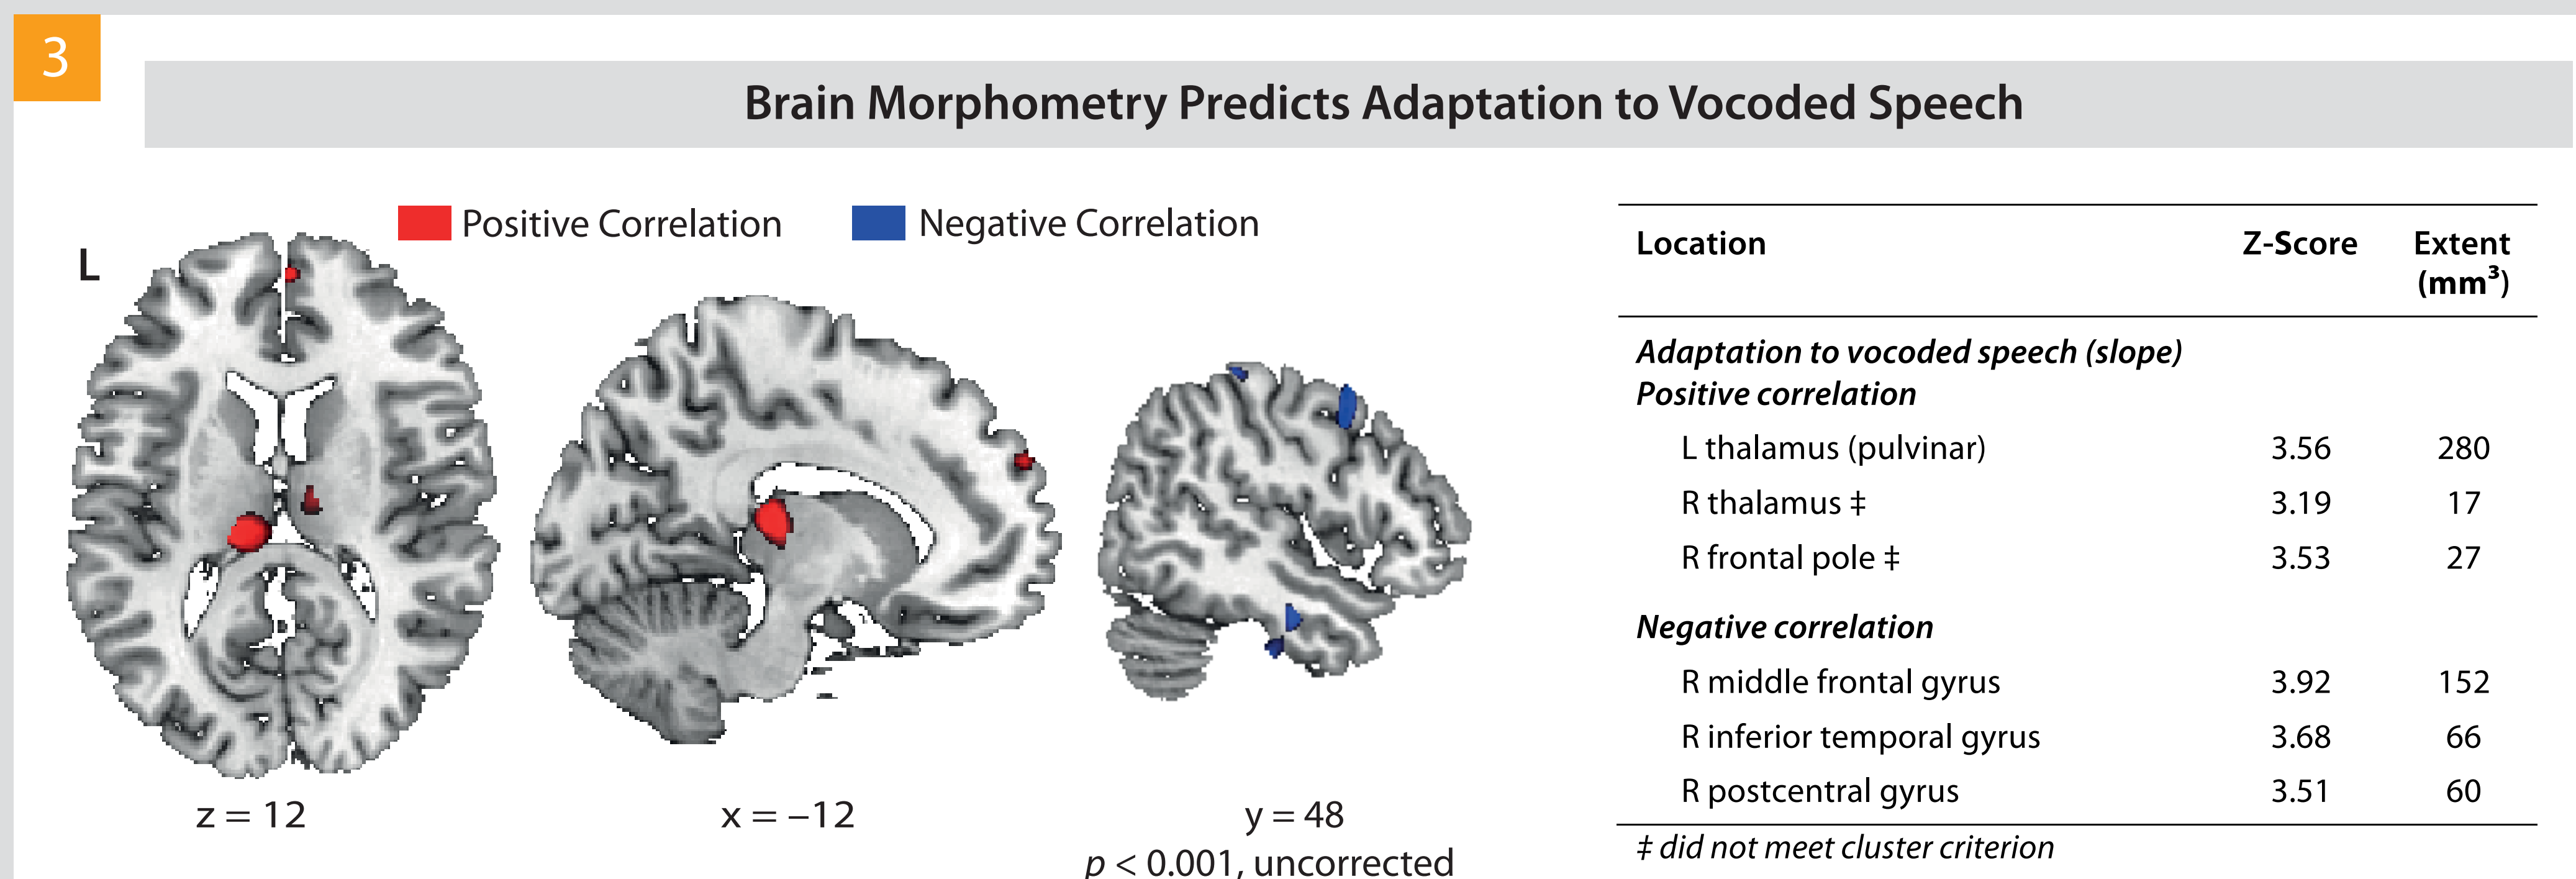 3
Brain Morphometry Predicts Adaptation to Vocoded Speech
Positive Correlation Negative Correlation
L
z = 12
x = −12
y = 48
p < 0.001, uncorrected
Location Z-Score Extent
(mm³)
Adaptation to vocoded speech (slope)
Positive correlation
L thalamus (pulvinar) 3.56 280
R thalamus ‡ 3.19 17
R frontal pole ‡ 3.53 27
Negative correlation
R middle frontal gyrus 3.92 152
R inferior temporal gyrus 3.68 66
R postcentral gyrus 3.51 60
‡ did not meet cluster criterion